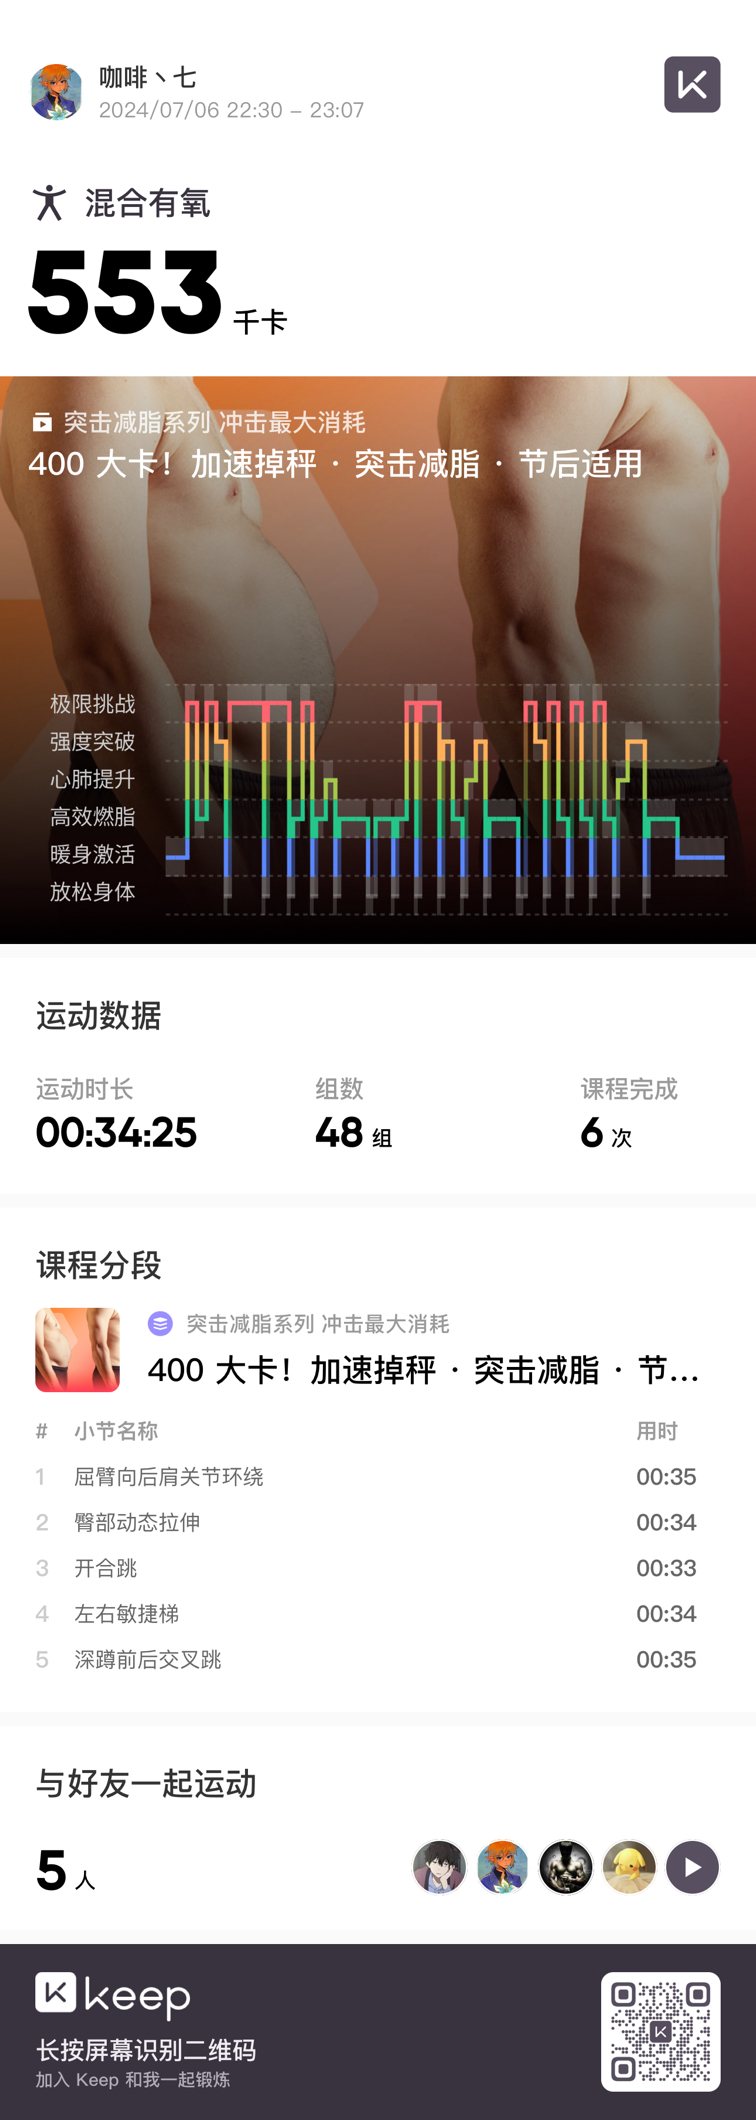 咖啡丶七
2024/07/06 22:30 – 23:07
混合有氧
553 千卡
突击减脂系列 冲击最大消耗
400 大卡！加速掉秤 · 突击减脂 · 节后适用
极限挑战
强度突破
心肺提升
高效燃脂
暖身激活
放松身体
运动数据
运动时长 组数 课程完成
00:34:25 48 组 6 次
课程分段
突击减脂系列 冲击最大消耗
400 大卡！加速掉秤 · 突击减脂 · 节...
# 小节名称 用时
1 屈臂向后肩关节环绕 00:35
2 臀部动态拉伸 00:34
3 开合跳 00:33
4 左右敏捷梯 00:34
5 深蹲前后交叉跳 00:35
与好友一起运动
5 人
keep
长按屏幕识别二维码
加入 Keep 和我一起锻炼